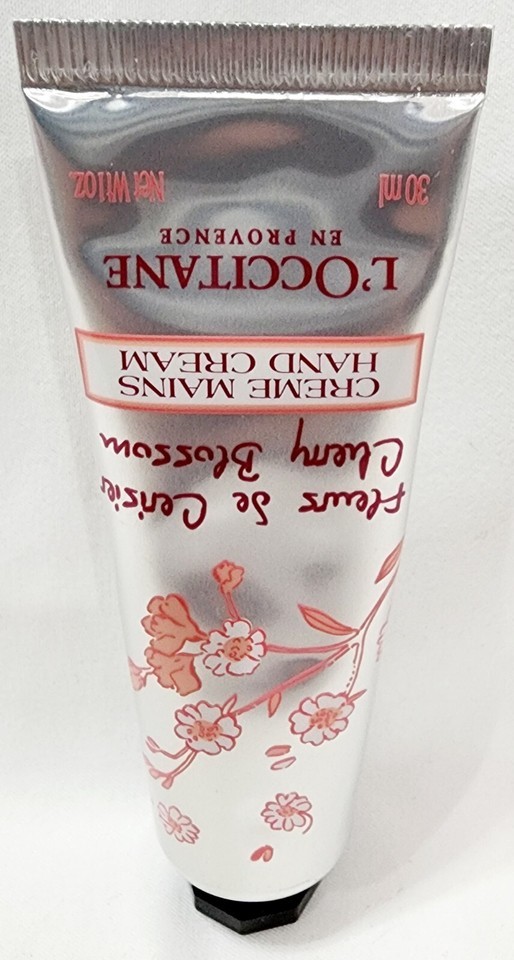 Fleurs de Cerisier
Cherry Blossom
CREME MAINS
HAND CREAM
L'OCCITANE
EN PROVENCE
30 ml Net Wt 1 OZ.